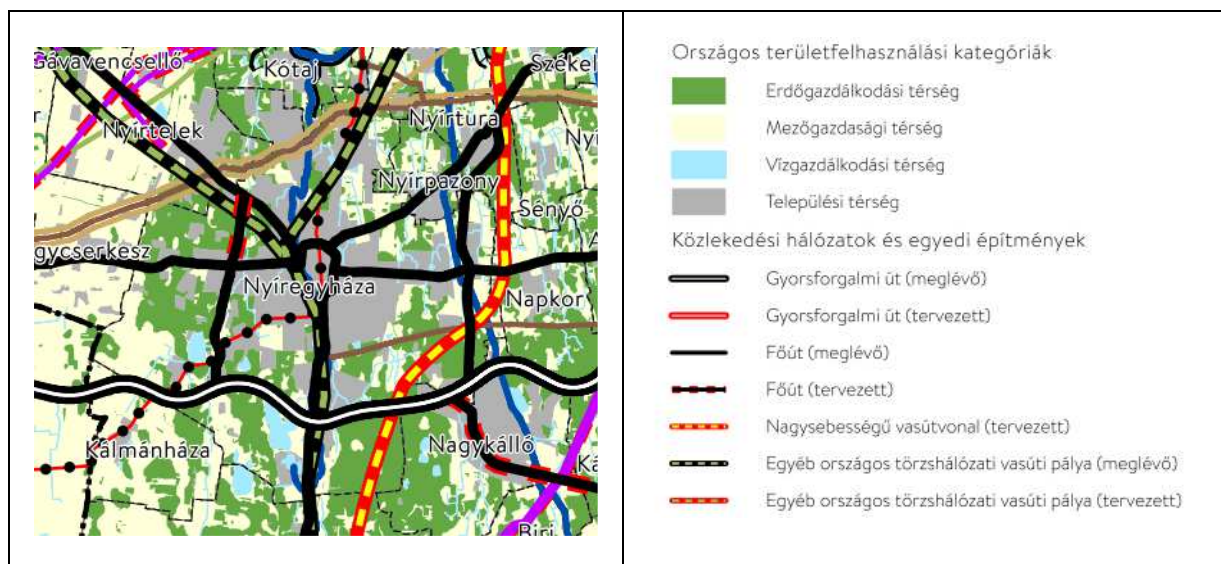 Gávavencsellő
Kótaj
Székel
Nyírtelek
Nyírtura
Nyírpazony
Sényő
gycserkesz
Nyíregyháza
Napkor
Kálmánháza
Nagykálló
Biri
Országos területfelhasználási kategóriák
Erdőgazdálkodási térség
Mezőgazdasági térség
Vízgazdálkodási térség
Települési térség
Közlekedési hálózatok és egyedi építmények
Gyorsforgalmi út (meglévő)
Gyorsforgalmi út (tervezett)
Főút (meglévő)
Főút (tervezett)
Nagysebességű vasútvonal (tervezett)
Egyéb országos törzshálózati vasúti pálya (meglévő)
Egyéb országos törzshálózati vasúti pálya (tervezett)